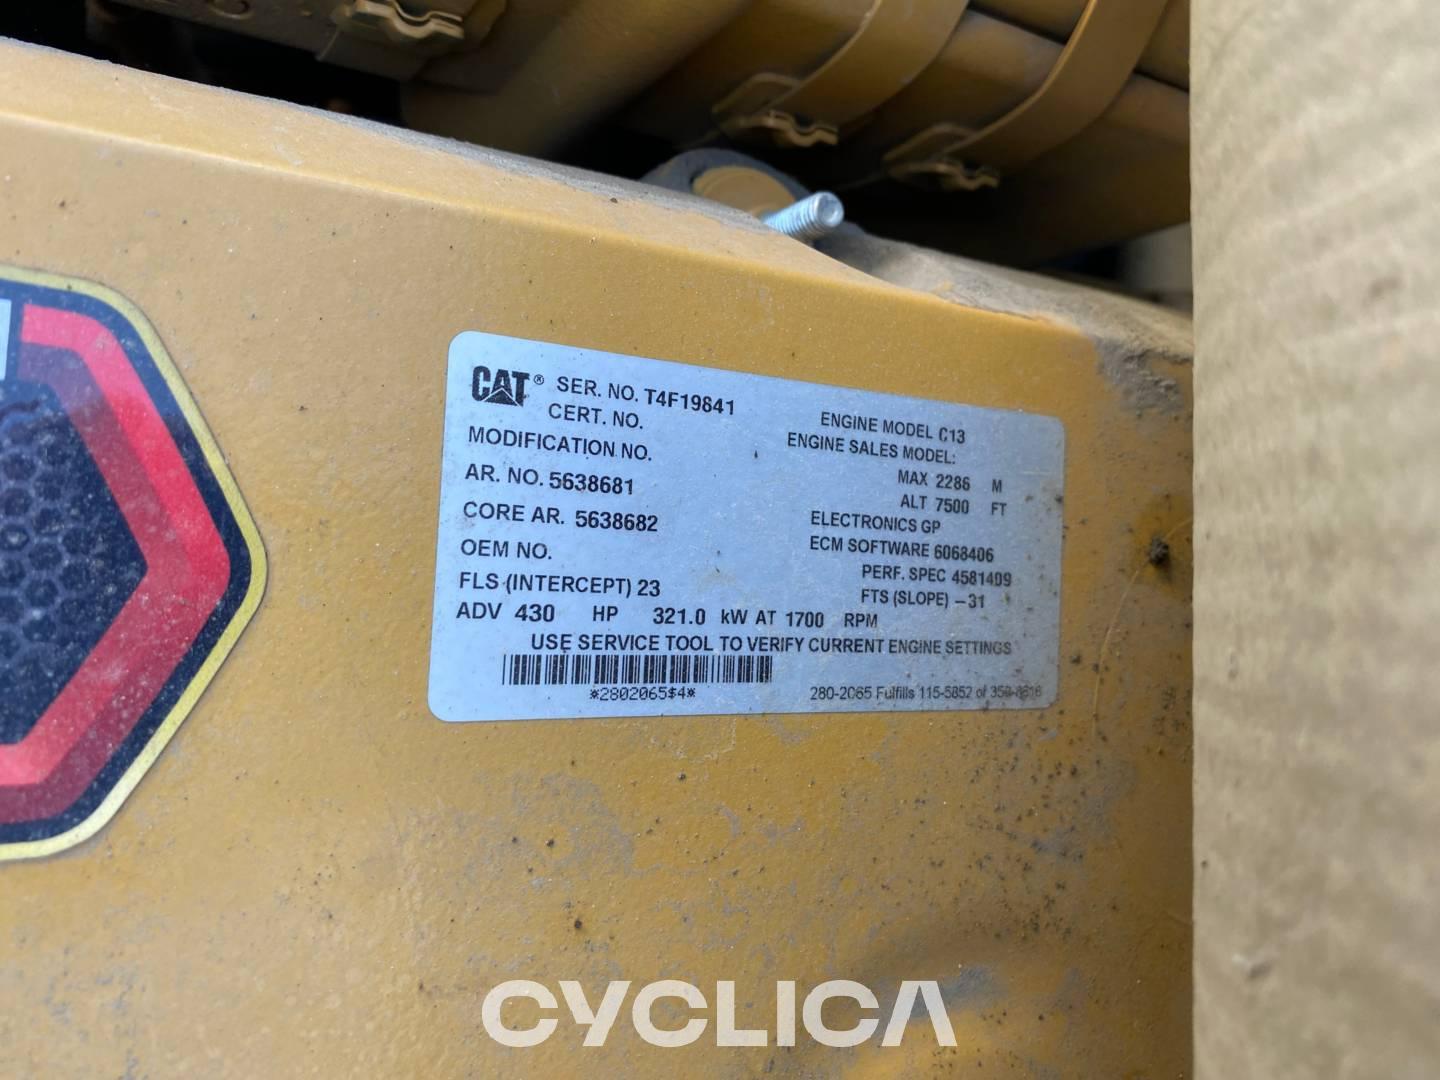 CAT® SER. NO. T4F19841
CERT. NO.
MODIFICATION NO.
AR. NO. 5638681
CORE AR. 5638682
OEM NO.
FLS (INTERCEPT) 23
ENGINE MODEL C13
ENGINE SALES MODEL:
MAX 2286 M
ALT 7500 FT
ELECTRONICS GP
ECM SOFTWARE 6068406
PERF. SPEC 4581409
FTS (SLOPE) –31
ADV 430 HP 321.0 kW AT 1700 RPM
USE SERVICE TOOL TO VERIFY CURRENT ENGINE SETTINGS
*2802065$4*
280-2065 Fulfills 115-5852 of
CYCLICA